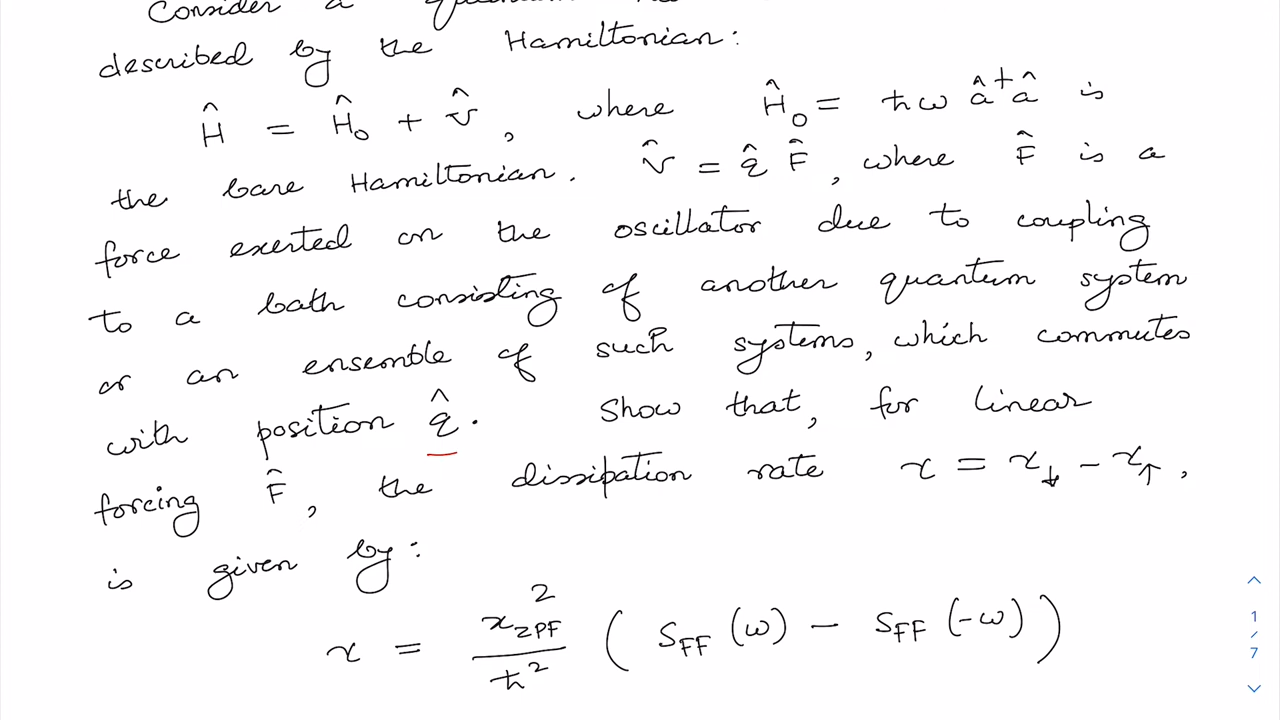 Consider a quantum
described by the Hamiltonian:
Ĥ = Ĥ₀ + v̂, where Ĥ₀ = ħω â†â is
the bare Hamiltonian. v̂ = q̂ F̂, where F̂ is a
force exerted on the oscillator due to coupling
to a bath consisting of another quantum system
or an ensemble of such systems, which commutes
with position q̂. Show that, for linear
forcing F̂, the dissipation rate x = x↓ - x↑,
is given by:
x = x²ZPF / ħ² ( SFF (ω) - SFF (-ω) )
1
/
7